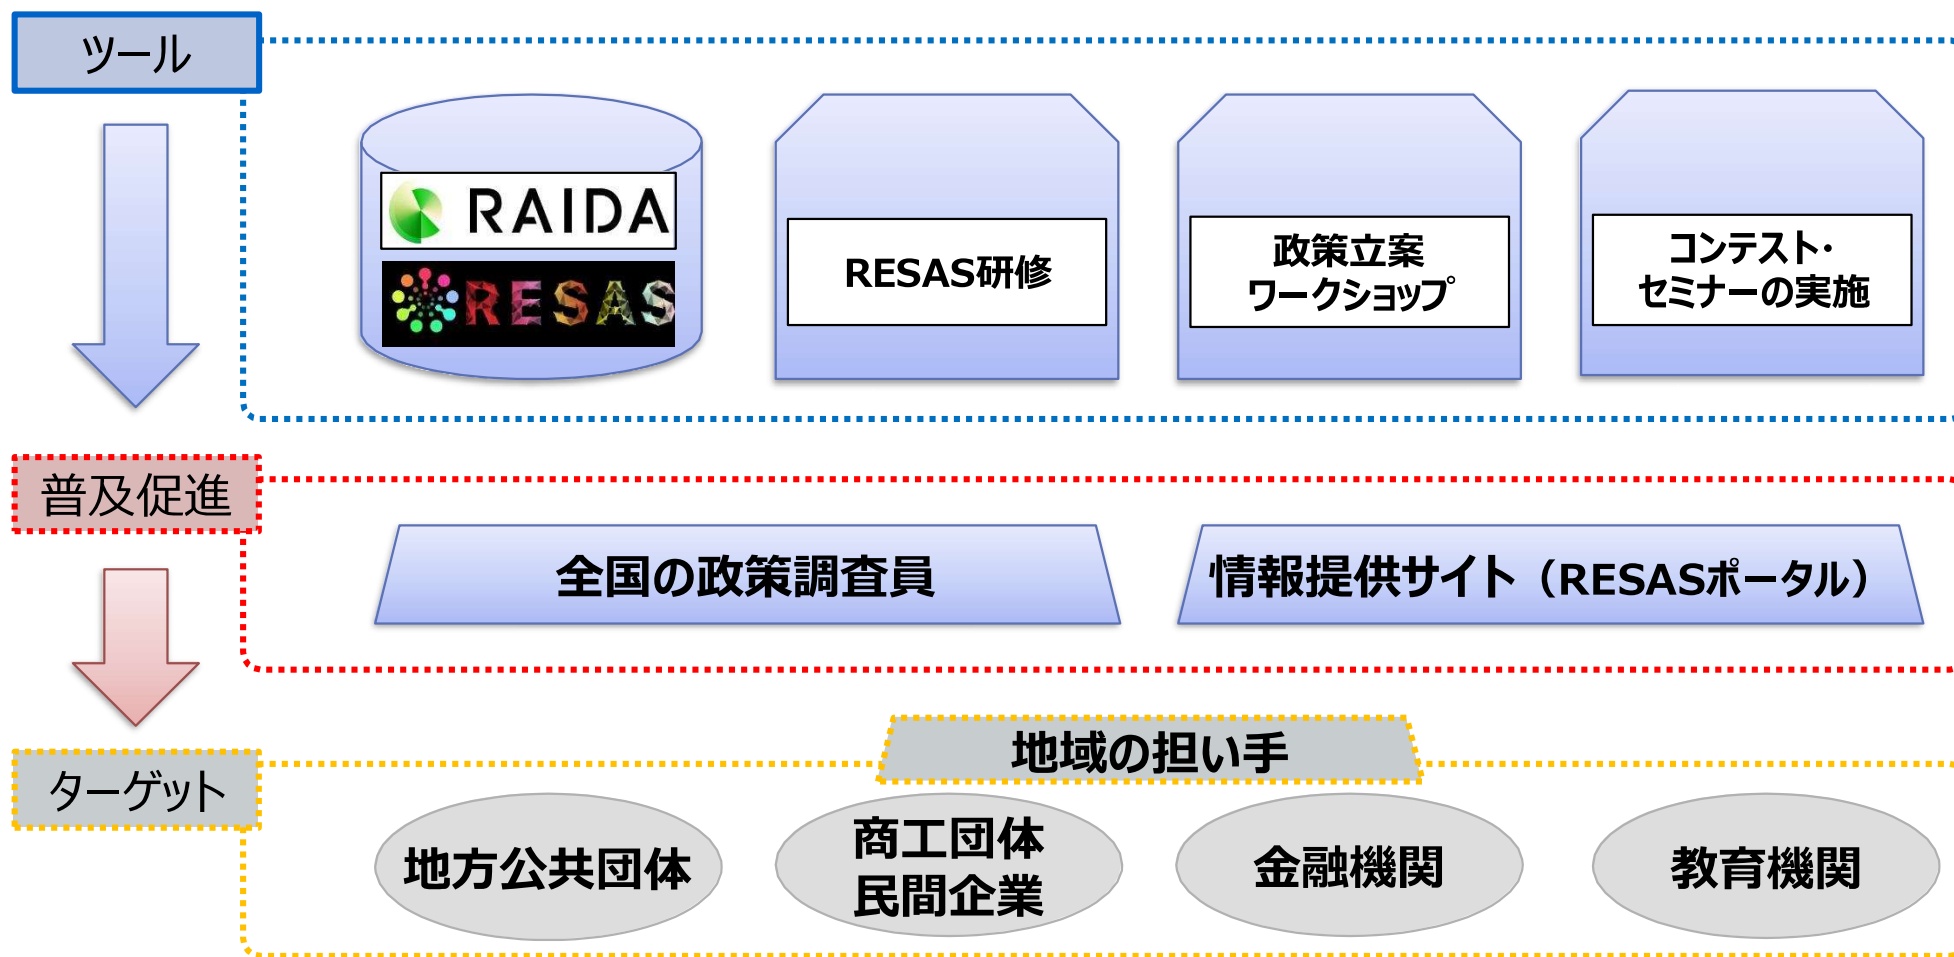 ツール
RAIDA
RESAS
RESAS研修
政策立案
ワークショップ
コンテスト・
セミナーの実施
普及促進
全国の政策調査員
情報提供サイト（RESASポータル）
ターゲット
地域の担い手
地方公共団体
商工団体
民間企業
金融機関
教育機関